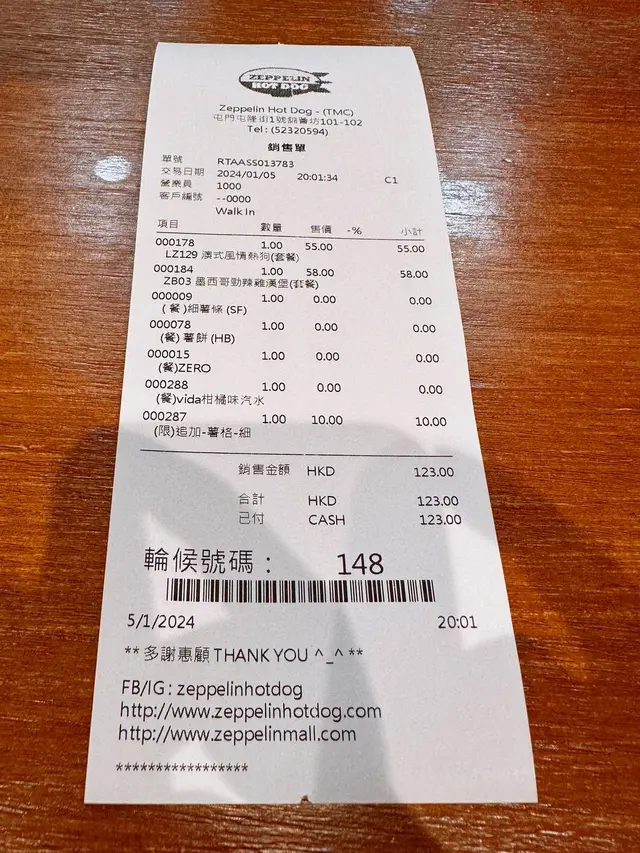 ZEPPELIN
HOT DOG
Zeppelin Hot Dog - (TMC)
屯門屯隆街1號錦薈坊101-102
Tel : (52320594)
銷售單
單號 RTAASS013783
交易日期 2024/01/05 20:01:34 C1
營業員 1000
客戶編號 --0000
Walk In
項目 數量 售價 -% 小計
000178 1.00 55.00 55.00
LZ129 澳式風情熱狗(套餐)
000184 1.00 58.00 58.00
ZB03 墨西哥勁辣雞漢堡(套餐)
000009 1.00 0.00 0.00
(餐)細薯條 (SF)
000078 1.00 0.00 0.00
(餐) 薯餅 (HB)
000015 1.00 0.00 0.00
(餐)ZERO
000288 1.00 0.00 0.00
(餐)vida柑橘味汽水
000287 1.00 10.00 10.00
(限)追加-薯格-細
銷售金額 HKD 123.00
合計 HKD 123.00
已付 CASH 123.00
輪候號碼： 148
5/1/2024 20:01
** 多謝惠顧 THANK YOU ^_^ **
FB/IG : zeppelinhotdog
http://www.zeppelinhotdog.com
http://www.zeppelinmall.com
*****************